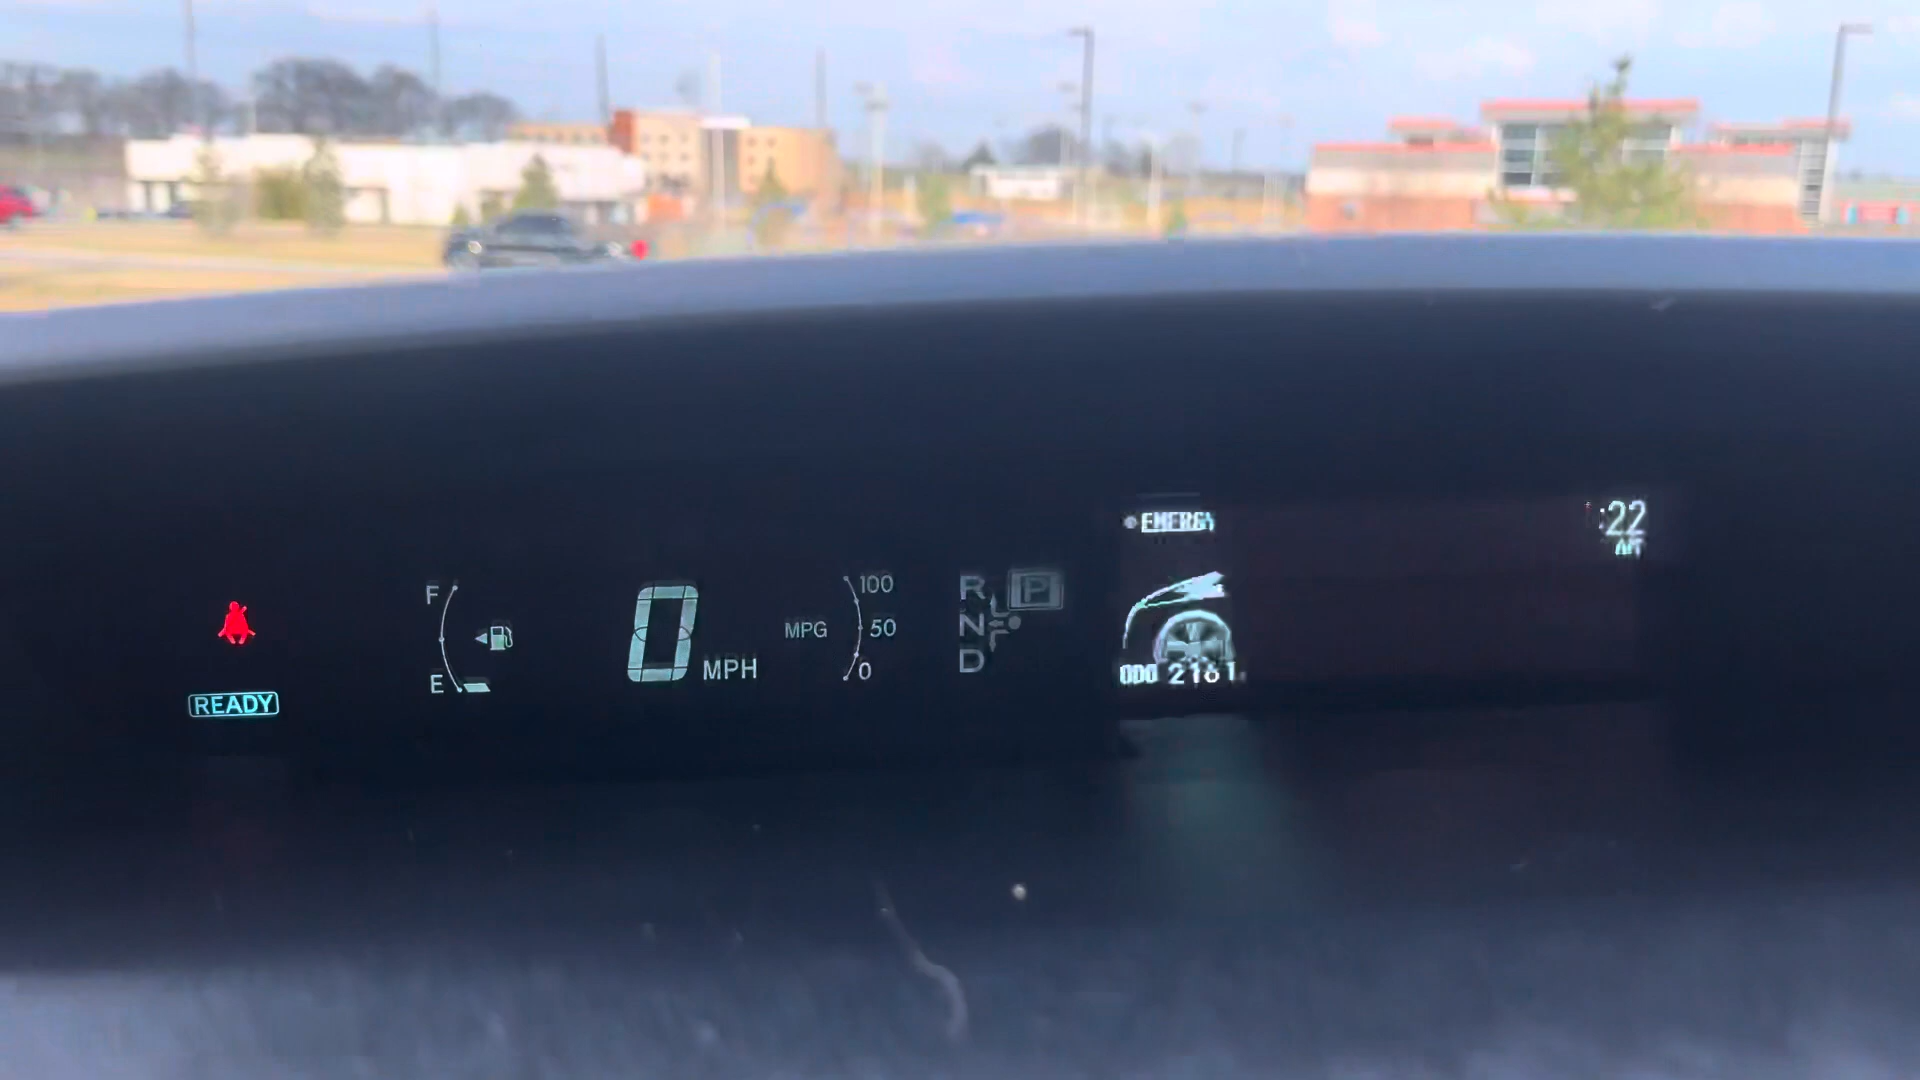 READY
F
E
0 MPH
MPG
100
50
0
R P
N
D
ENERGY
ODO 2161
:22